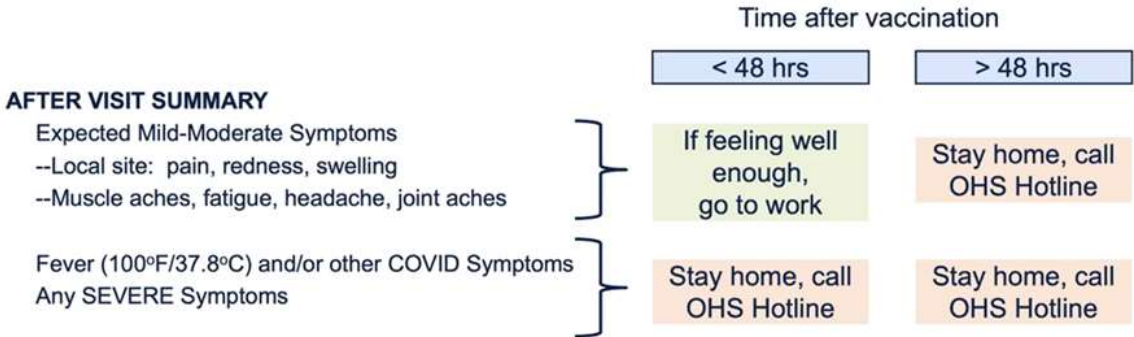 Time after vaccination
< 48 hrs
> 48 hrs
AFTER VISIT SUMMARY
Expected Mild-Moderate Symptoms
--Local site: pain, redness, swelling
--Muscle aches, fatigue, headache, joint aches
If feeling well
enough,
go to work
Stay home, call
OHS Hotline
Fever (100ºF/37.8ºC) and/or other COVID Symptoms
Any SEVERE Symptoms
Stay home, call
OHS Hotline
Stay home, call
OHS Hotline